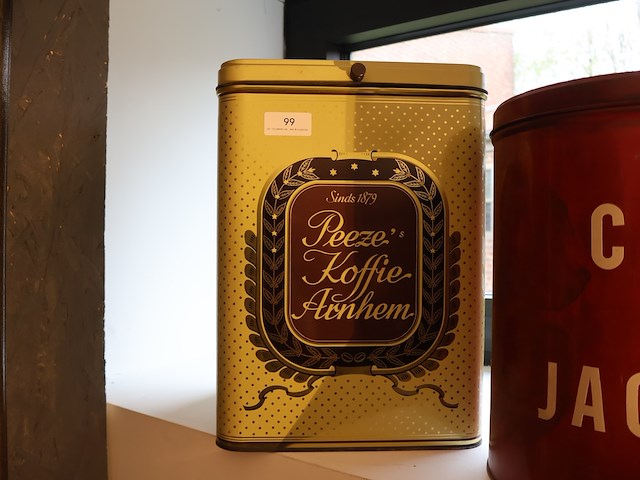 99
Sinds 1879
Peeze's
Koffie
Arnhem
C
JAC